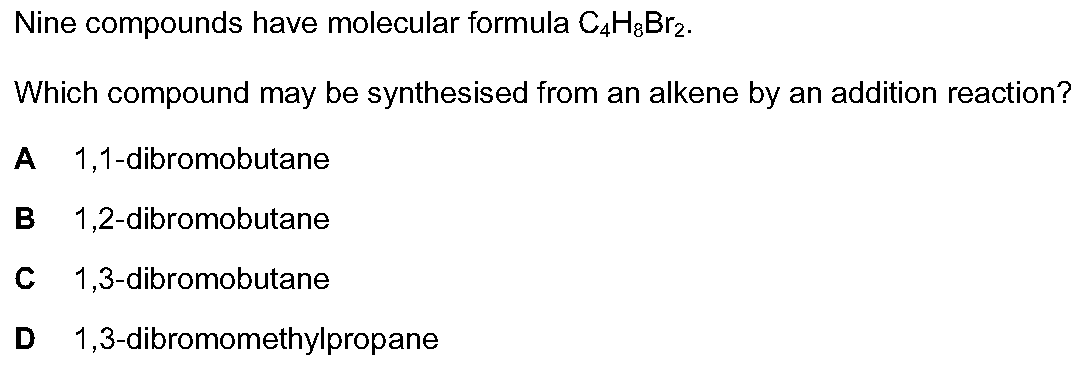 Nine compounds have molecular formula C₄H₈Br₂.
Which compound may be synthesised from an alkene by an addition reaction?
A 1,1-dibromobutane
B 1,2-dibromobutane
C 1,3-dibromobutane
D 1,3-dibromomethylpropane